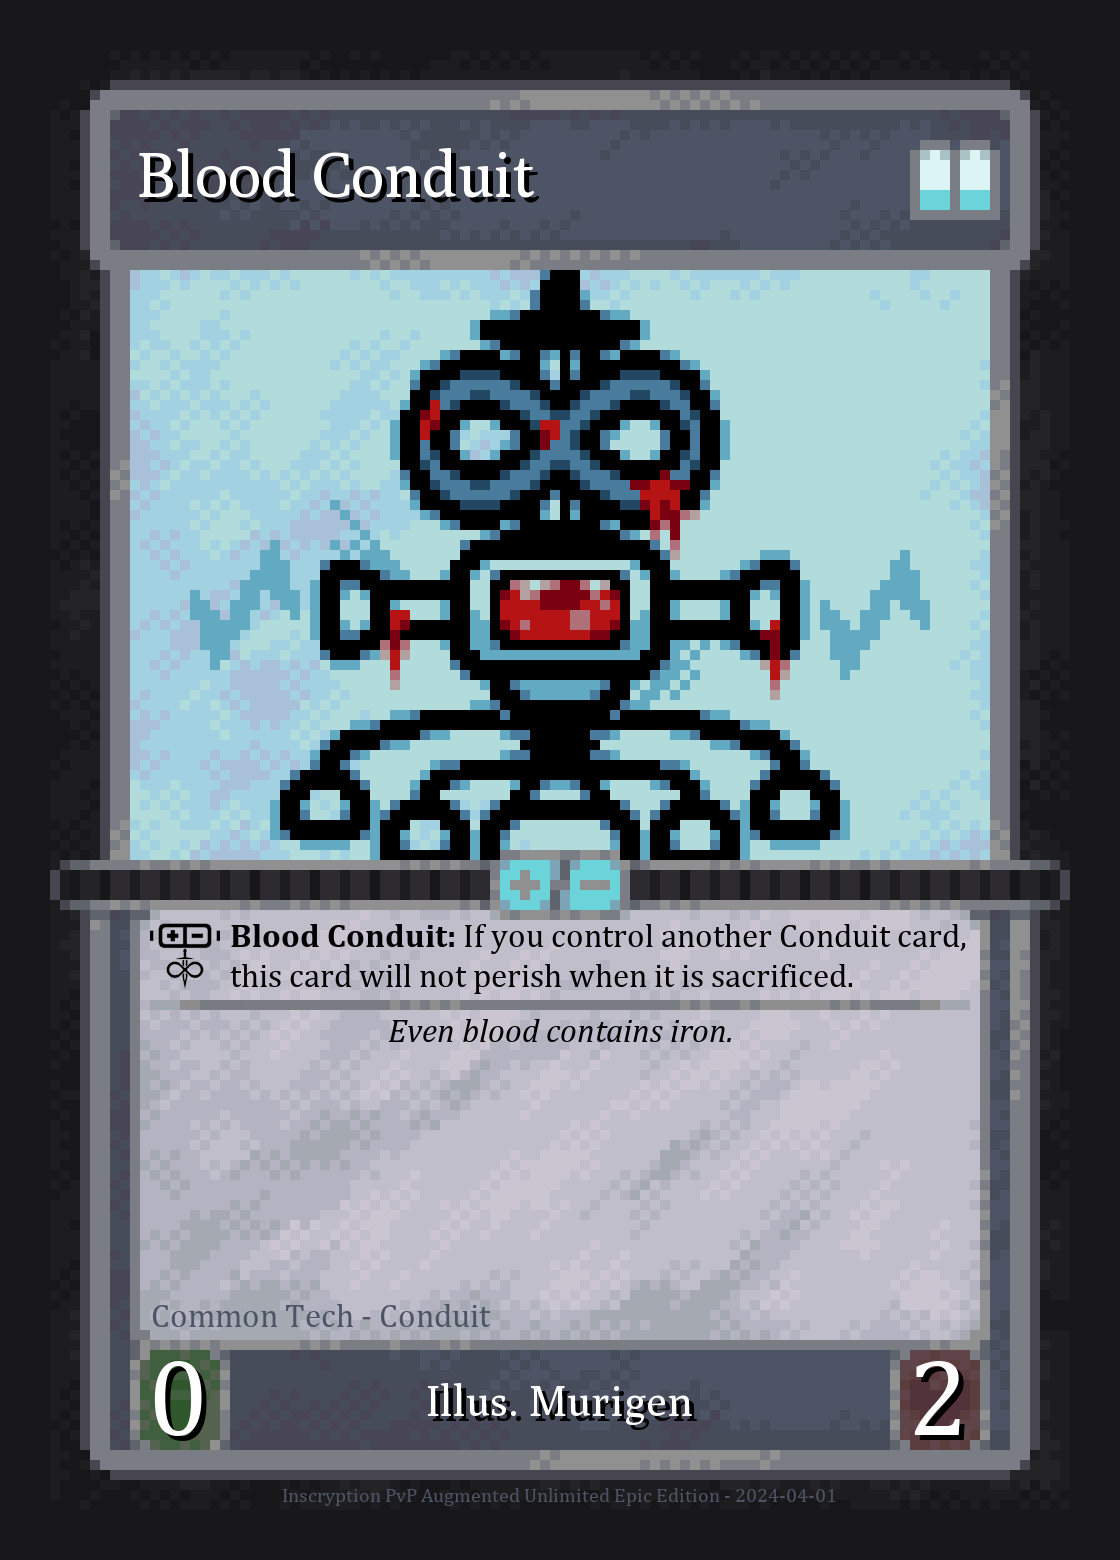 Blood Conduit
Blood Conduit: If you control another Conduit card,
this card will not perish when it is sacrificed.
Even blood contains iron.
Common Tech - Conduit
0
Illus. Murigen
2
Inscryption PvP Augmented Unlimited Epic Edition - 2024-04-01